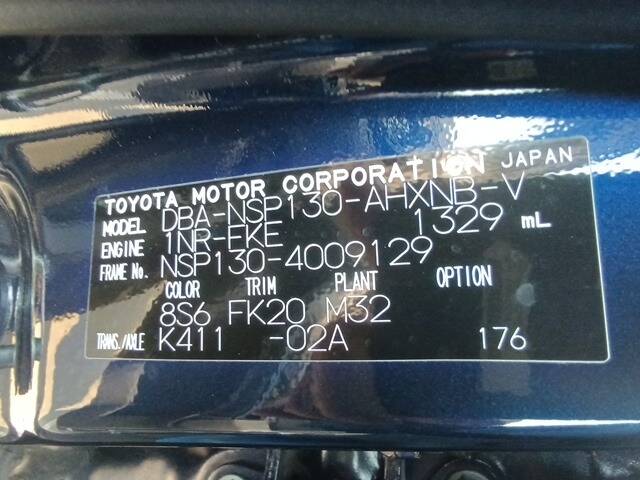 TOYOTA MOTOR CORPORATION JAPAN
MODEL DBA-NSP130-AHXNB-V
ENGINE 1NR-FKE 1329 mL
FRAME No. NSP130-4009129
COLOR TRIM PLANT OPTION
8S6 FK20 M32
TRANS./AXLE K411 -02A 176